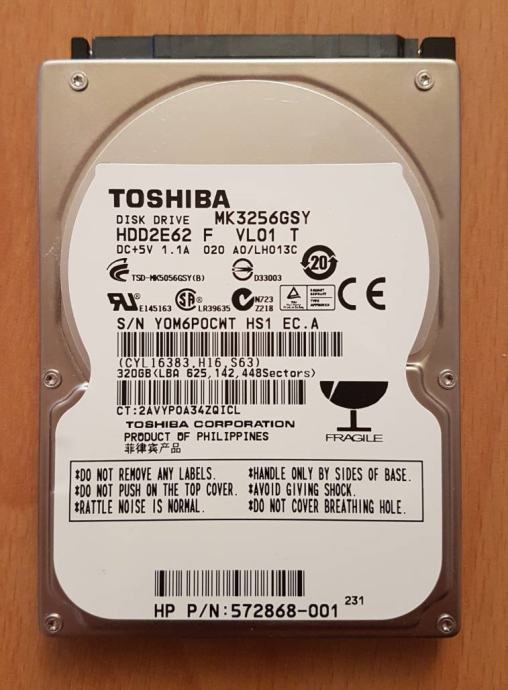 TOSHIBA
DISK DRIVE MK3256GSY
HDD2E62 F VL01 T
DC+5V 1.1A 020 A0/LH013C
TSD-MK5056GSY(B) D33003
20
E145163 LR39635 N723
Z218
CE
S/N Y0M6P0CWT HS1 EC.A
(CYL16383,H16,S63)
320GB(LBA 625,142,448Sectors)
CT:2AVYP0A34ZQICL
TOSHIBA CORPORATION
PRODUCT OF PHILIPPINES
菲律宾产品
FRAGILE
*DO NOT REMOVE ANY LABELS. *HANDLE ONLY BY SIDES OF BASE.
*DO NOT PUSH ON THE TOP COVER. *AVOID GIVING SHOCK.
*RATTLE NOISE IS NORMAL. *DO NOT COVER BREATHING HOLE.
HP P/N:572868-001 231